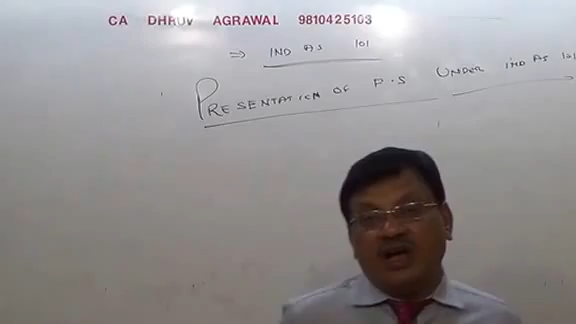 CA DHRUV AGRAWAL 9810425103
⇒ IND AS 101
PRESENTATION OF F.S UNDER IND AS 101